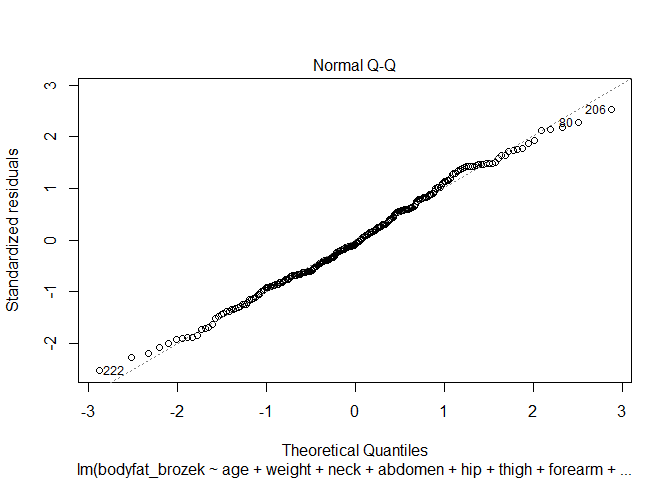 Normal Q-Q
3
2
1
0
-1
-2
Standardized residuals
206
80
222
-3 -2 -1 0 1 2 3
Theoretical Quantiles
lm(bodyfat_brozek ~ age + weight + neck + abdomen + hip + thigh + forearm + ...